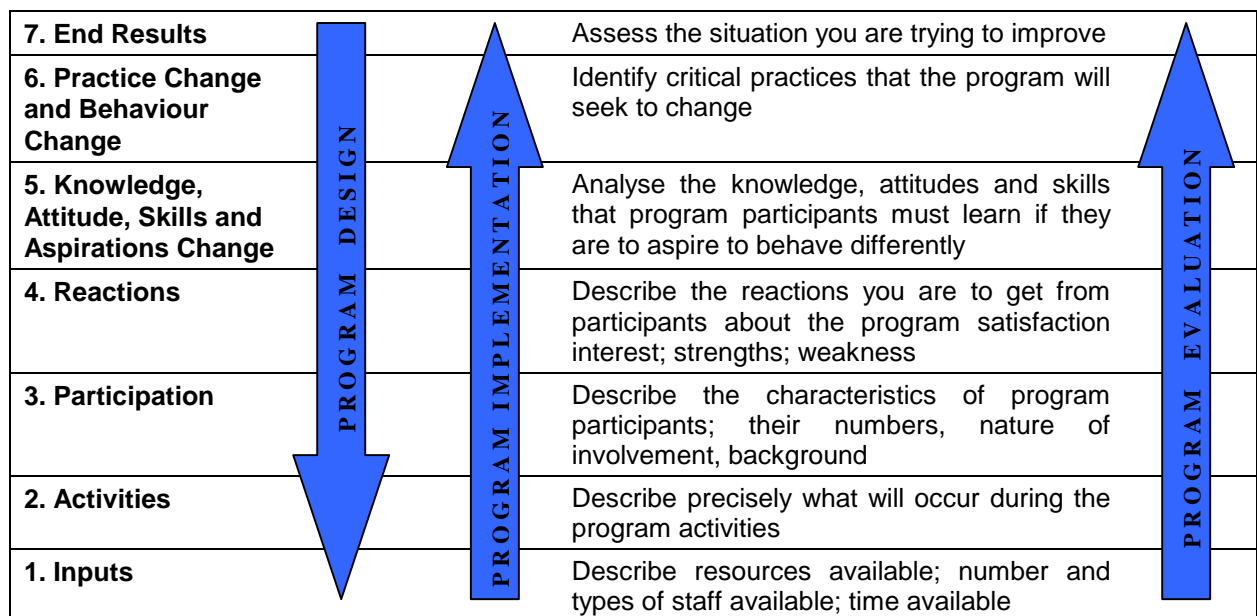 7. End Results
Assess the situation you are trying to improve
6. Practice Change
and Behaviour
Change
Identify critical practices that the program will
seek to change
5. Knowledge,
Attitude, Skills and
Aspirations Change
Analyse the knowledge, attitudes and skills
that program participants must learn if they
are to aspire to behave differently
4. Reactions
Describe the reactions you are to get from
participants about the program satisfaction
interest; strengths; weakness
3. Participation
Describe the characteristics of program
participants; their numbers, nature of
involvement, background
2. Activities
Describe precisely what will occur during the
program activities
1. Inputs
Describe resources available; number and
types of staff available; time available
PROGRAM DESIGN
PROGRAM IMPLEMENTATION
PROGRAM EVALUATION